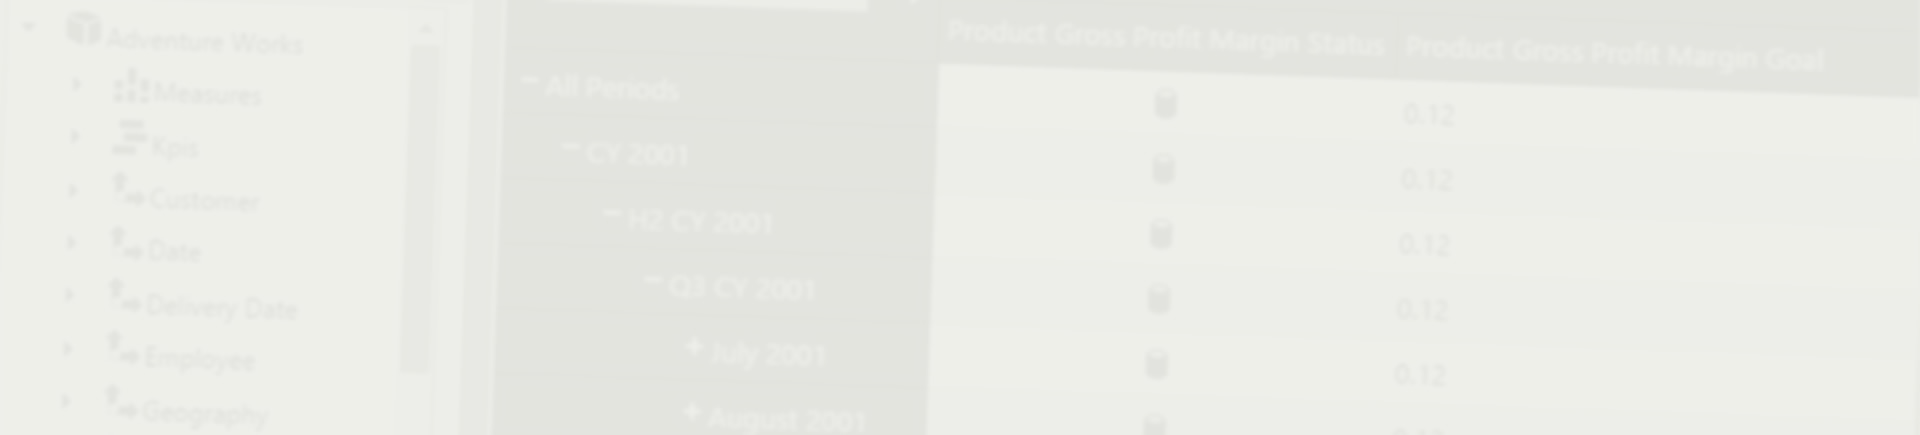 Adventure Works
Measures
Kpis
Customer
Date
Delivery Date
Employee
Geography
Product Gross Profit Margin Status Product Gross Profit Margin Goal
All Periods 0.12
CY 2001 0.12
H2 CY 2001 0.12
Q3 CY 2001 0.12
July 2001 0.12
August 2001 0.12